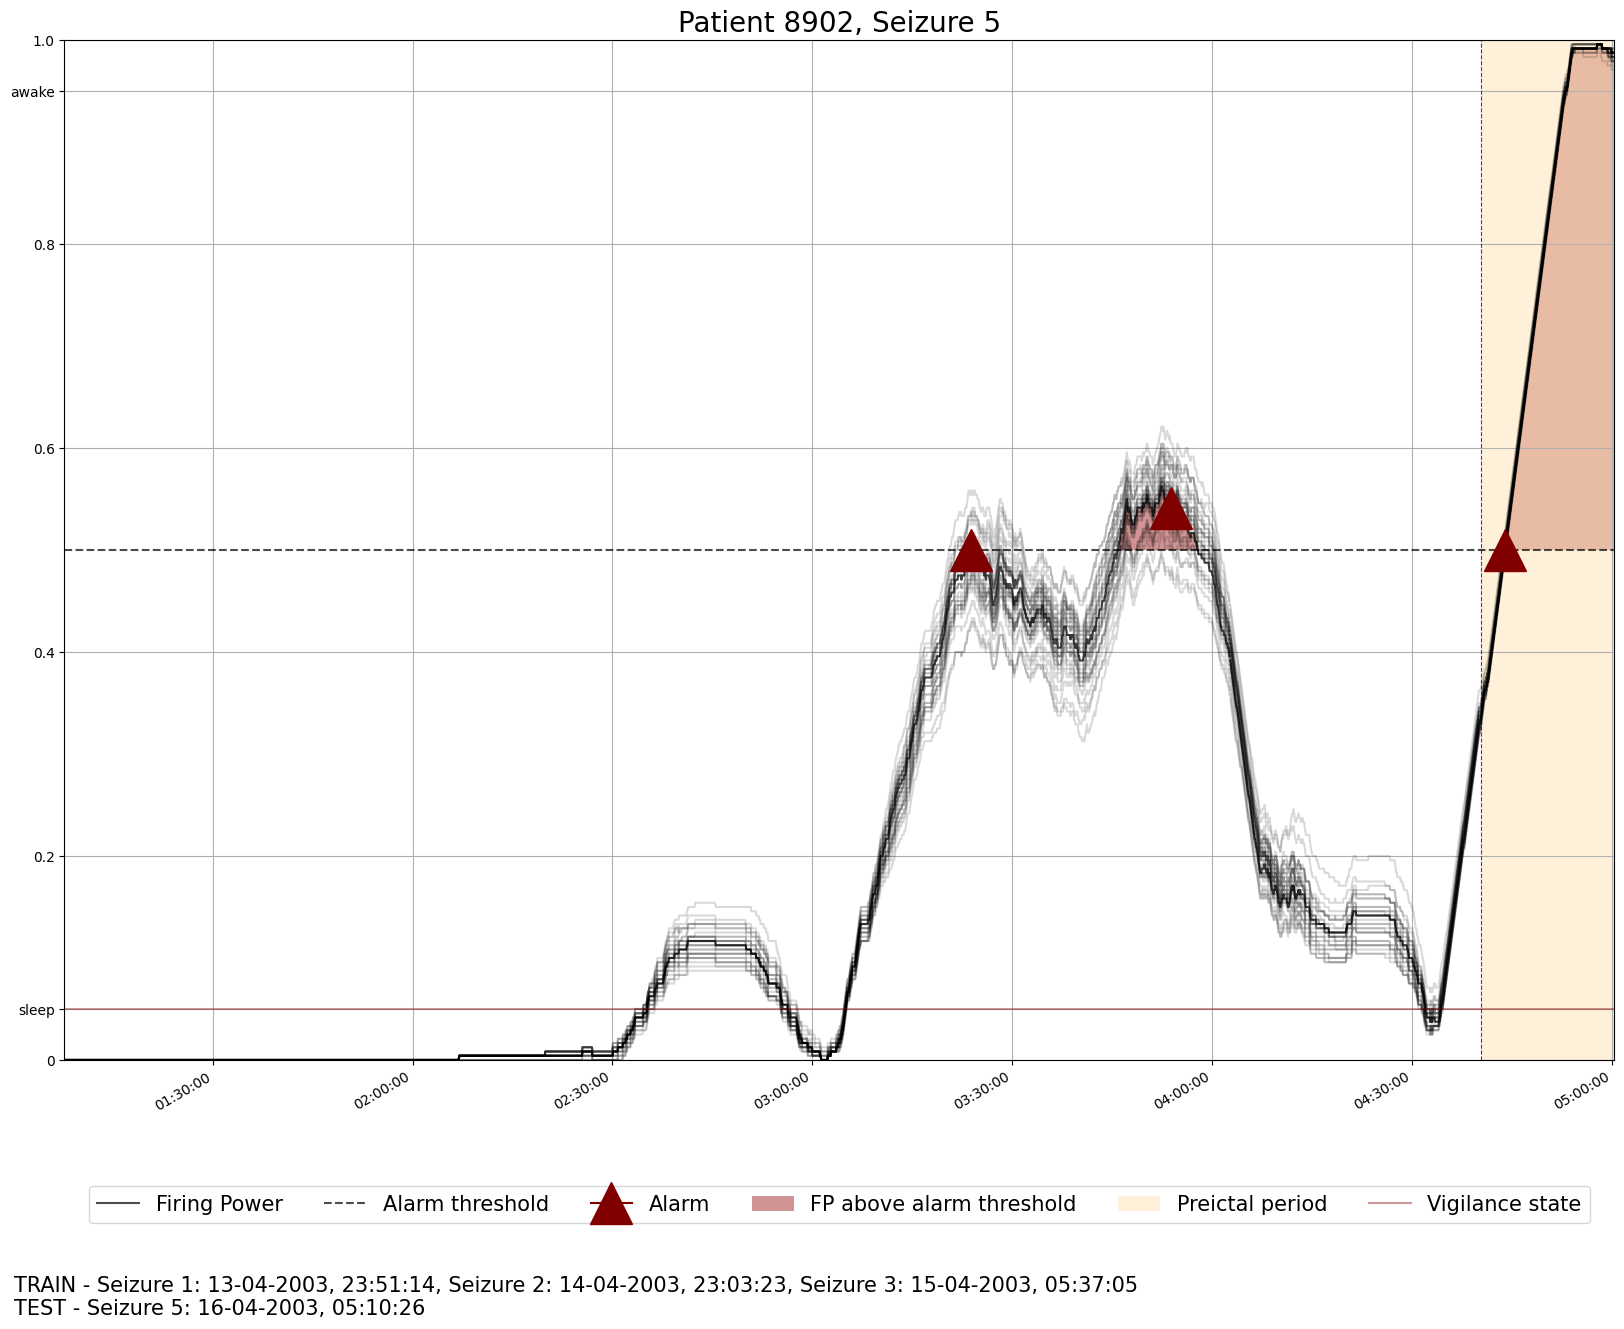 Patient 8902, Seizure 5
1.0
awake
0.8
0.6
0.4
0.2
sleep
0
01:30:00 02:00:00 02:30:00 03:00:00 03:30:00 04:00:00 04:30:00 05:00:00
Firing Power Alarm threshold Alarm FP above alarm threshold Preictal period Vigilance state
TRAIN - Seizure 1: 13-04-2003, 23:51:14, Seizure 2: 14-04-2003, 23:03:23, Seizure 3: 15-04-2003, 05:37:05
TEST - Seizure 5: 16-04-2003, 05:10:26